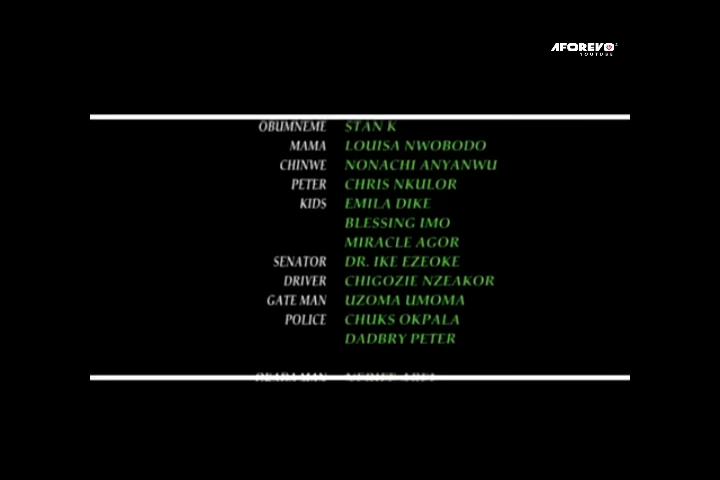 AFOREVO
YOUTUBE
OBUMNEME STAN K
MAMA LOUISA NWOBODO
CHINWE NONACHI ANYANWU
PETER CHRIS NKULOR
KIDS EMILA DIKE
BLESSING IMO
MIRACLE AGOR
SENATOR DR. IKE EZEOKE
DRIVER CHIGOZIE NZEAKOR
GATE MAN UZOMA UMOMA
POLICE CHUKS OKPALA
DADBRY PETER